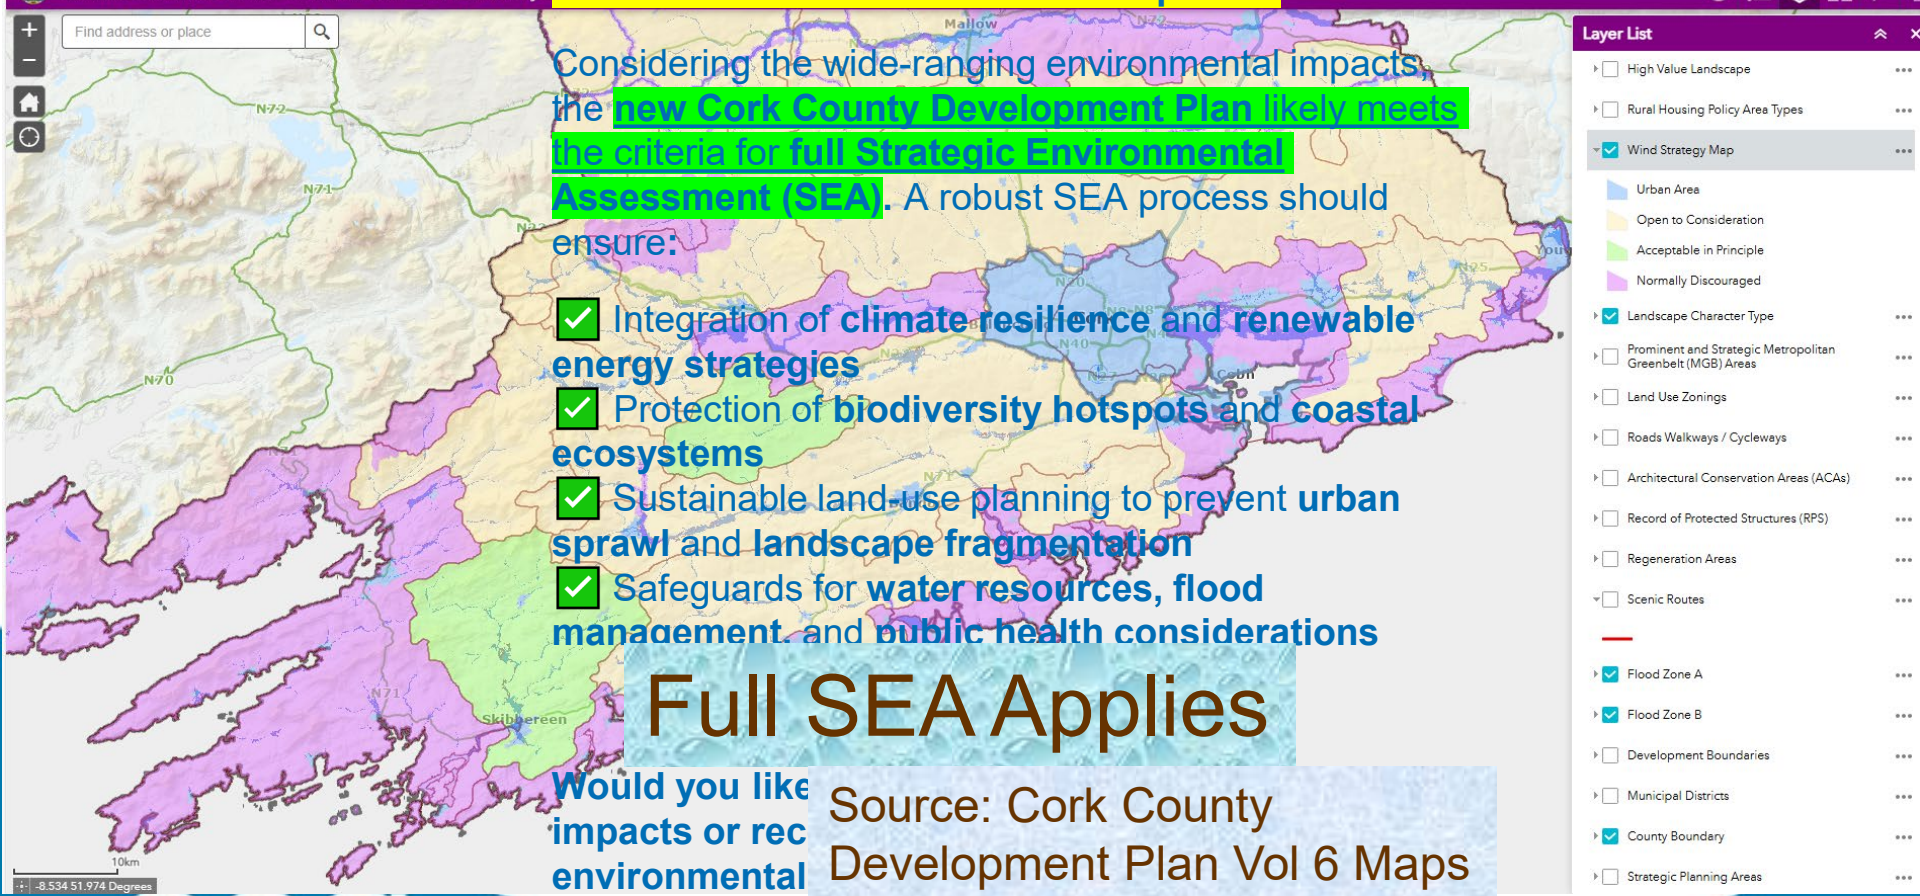 Find address or place
Considering the wide-ranging environmental impacts,
the new Cork County Development Plan likely meets
the criteria for full Strategic Environmental
Assessment (SEA). A robust SEA process should
ensure:
✅ Integration of climate resilience and renewable
energy strategies
✅ Protection of biodiversity hotspots and coastal
ecosystems
✅ Sustainable land-use planning to prevent urban
sprawl and landscape fragmentation
✅ Safeguards for water resources, flood
management, and public health considerations
Full SEA Applies
Would you like
impacts or rec
environmental
Source: Cork County
Development Plan Vol 6 Maps
Mallow
N72
N72
N71
N70
N22
N20
N25
N40
N71
N71
Skibbereen
Cobh
10km
-8.534 51.974 Degrees
Layer List
High Value Landscape
Rural Housing Policy Area Types
Wind Strategy Map
Urban Area
Open to Consideration
Acceptable in Principle
Normally Discouraged
Landscape Character Type
Prominent and Strategic Metropolitan
Greenbelt (MGB) Areas
Land Use Zonings
Roads Walkways / Cycleways
Architectural Conservation Areas (ACAs)
Record of Protected Structures (RPS)
Regeneration Areas
Scenic Routes
Flood Zone A
Flood Zone B
Development Boundaries
Municipal Districts
County Boundary
Strategic Planning Areas